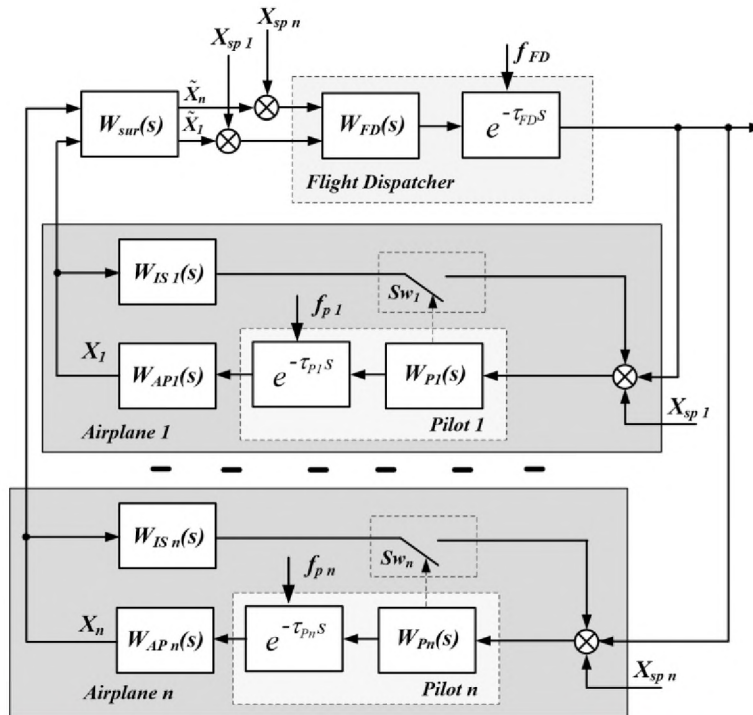 X_sp n
X_sp 1
f_FD
X̃_n
W_sur(s)
X̃_1
W_FD(s)
e^-τ_FD s
Flight Dispatcher
W_IS 1(s)
Sw_1
f_p 1
X_1
W_AP1(s)
e^-τ_P1 s
W_P1(s)
X_sp 1
Airplane 1
Pilot 1
W_IS n(s)
Sw_n
f_p n
X_n
W_AP n(s)
e^-τ_Pn s
W_Pn(s)
X_sp n
Airplane n
Pilot n